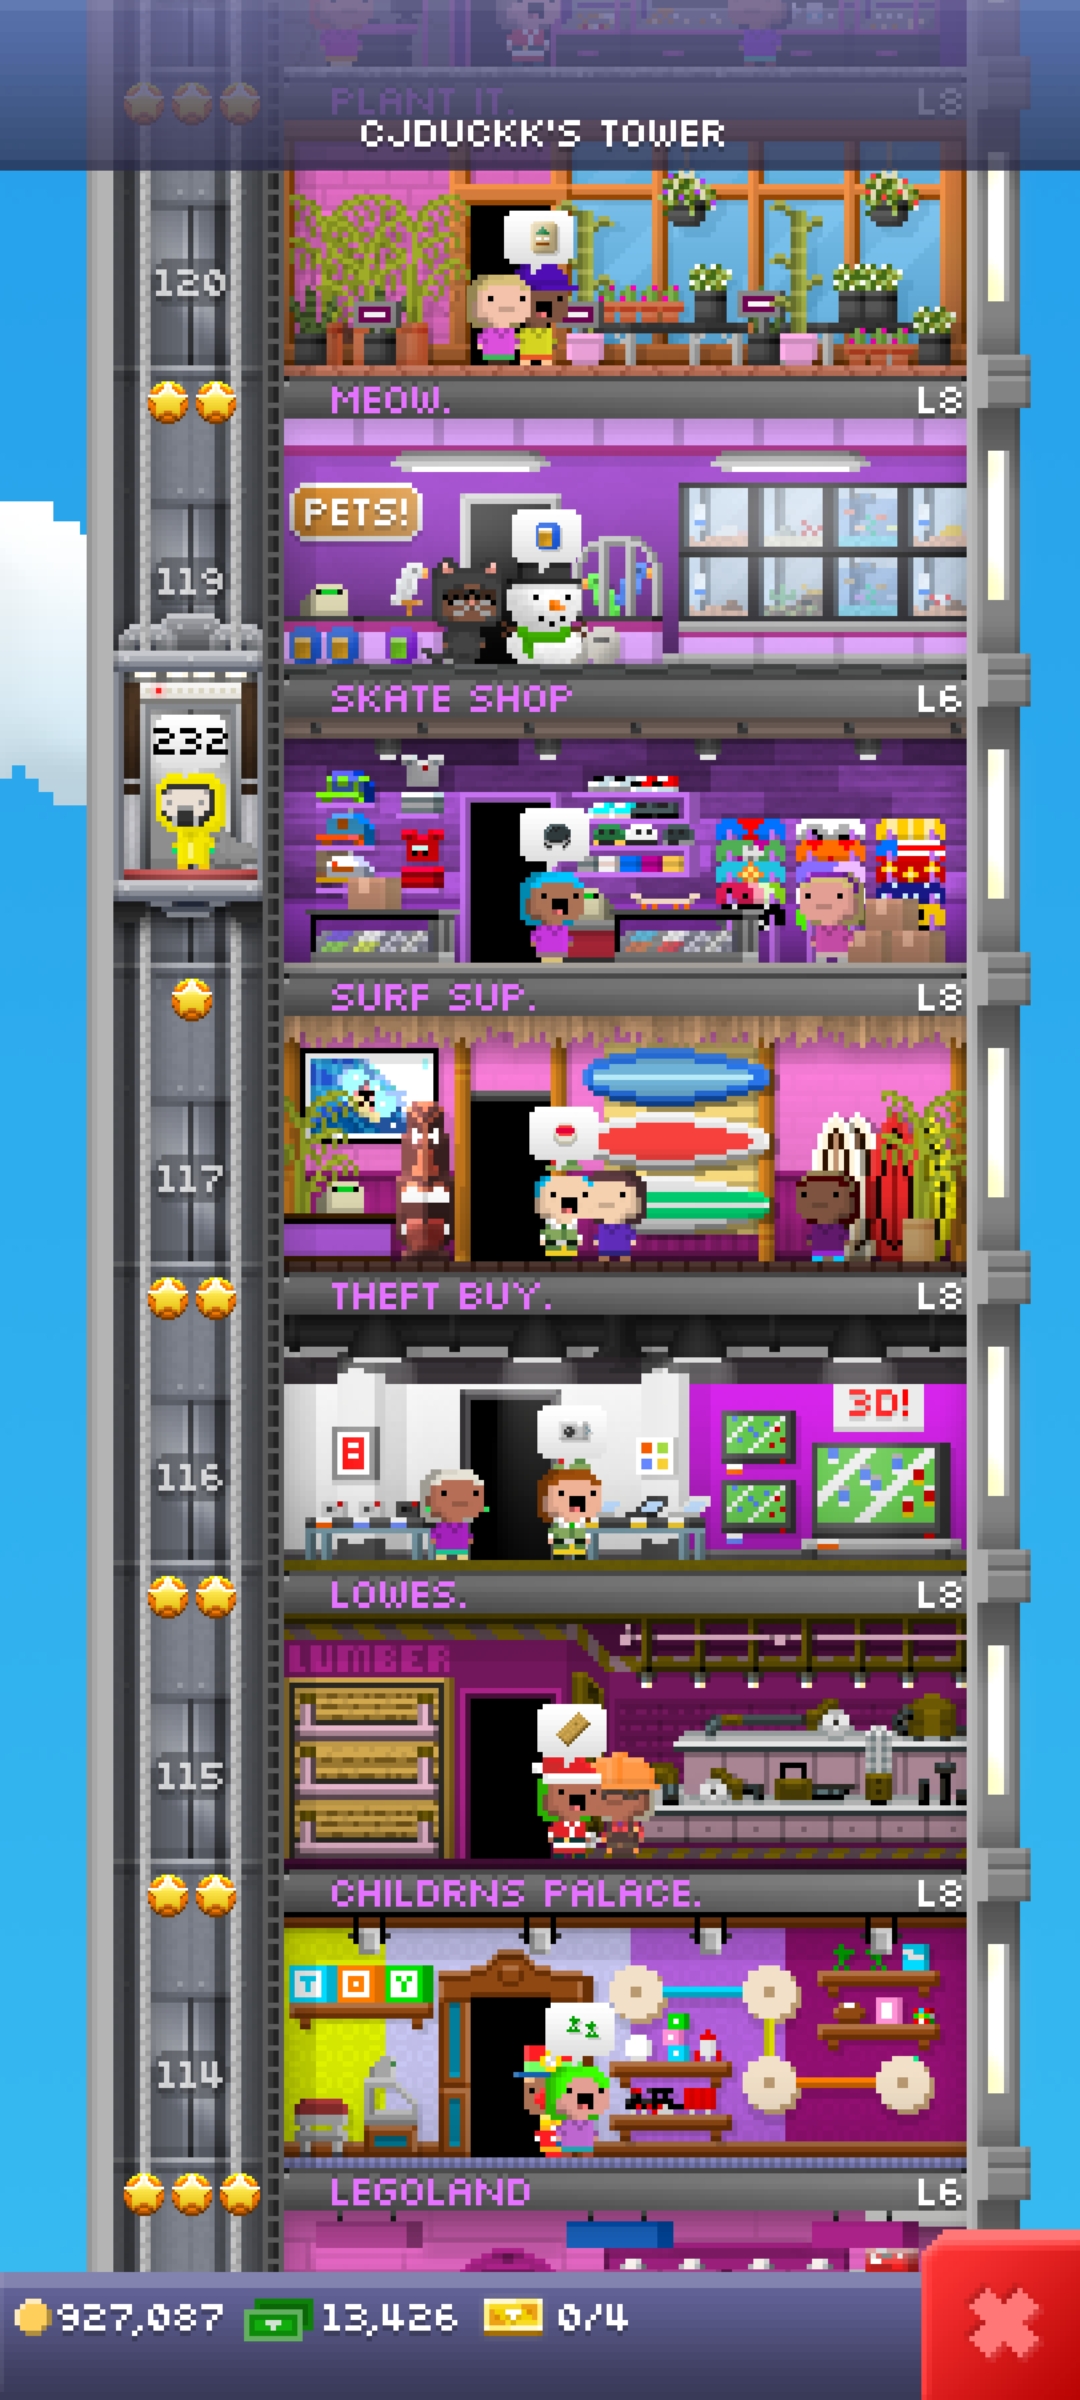 PLANT IT. L8
CJDUCKK'S TOWER
120
MEOW. L8
PETS!
119
SKATE SHOP L6
232
SURF SUP. L8
117
THEFT BUY. L8
3D!
8
116
LOWES. L8
LUMBER
115
CHILDRNS PALACE. L8
TOY
114
LEGOLAND L6
927,087 13,426 0/4